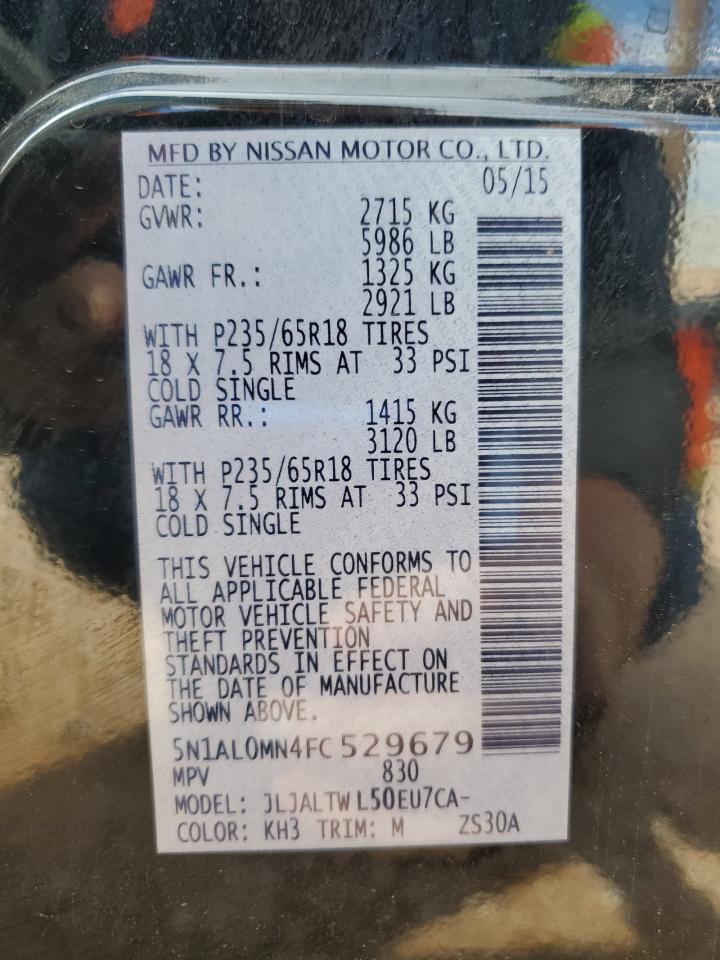 MFD BY NISSAN MOTOR CO., LTD.
DATE: 05/15
GVWR: 2715 KG
5986 LB
GAWR FR.: 1325 KG
2921 LB
WITH P235/65R18 TIRES
18 X 7.5 RIMS AT 33 PSI
COLD SINGLE
GAWR RR.: 1415 KG
3120 LB
WITH P235/65R18 TIRES
18 X 7.5 RIMS AT 33 PSI
COLD SINGLE
THIS VEHICLE CONFORMS TO
ALL APPLICABLE FEDERAL
MOTOR VEHICLE SAFETY AND
THEFT PREVENTION
STANDARDS IN EFFECT ON
THE DATE OF MANUFACTURE
SHOWN ABOVE.
5N1AL0MN4FC 529679
MPV 830
MODEL: JLJALTW L50EU7CA-
COLOR: KH3 TRIM: M ZS30A